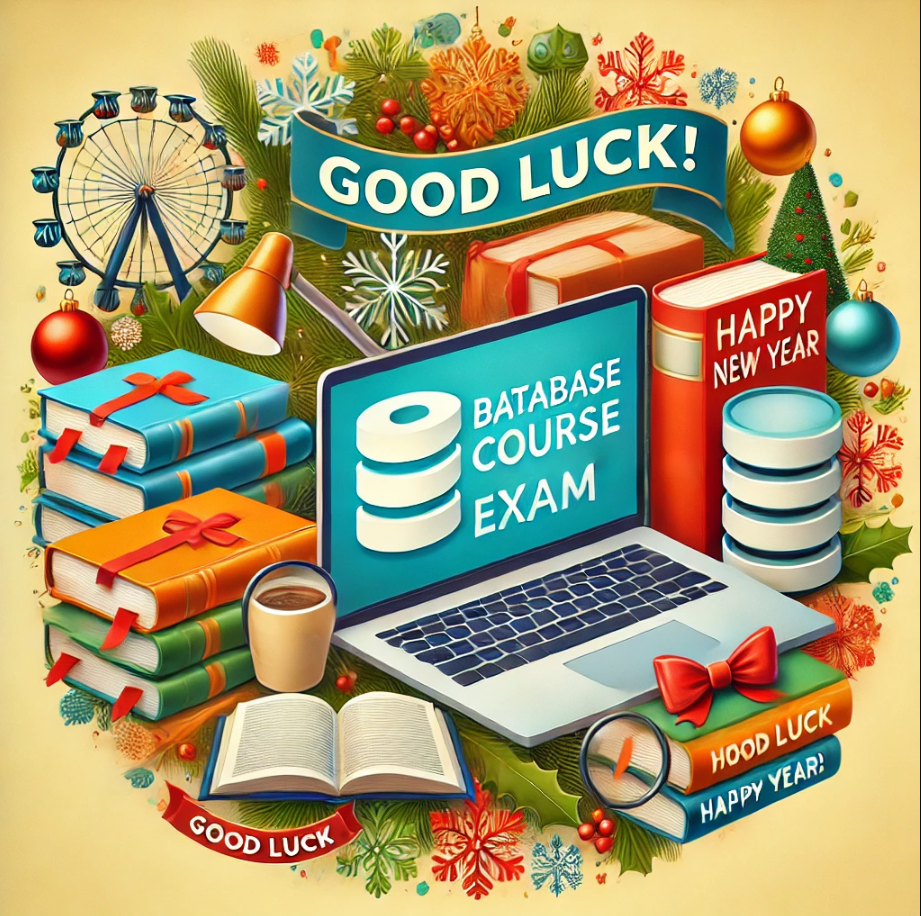 GOOD LUCK!
HAPPY
NEW YEAR
BATABASE
COURSE
EXAM
HOOD LUCK
HAPPY YEAR!
GOOD LUCK